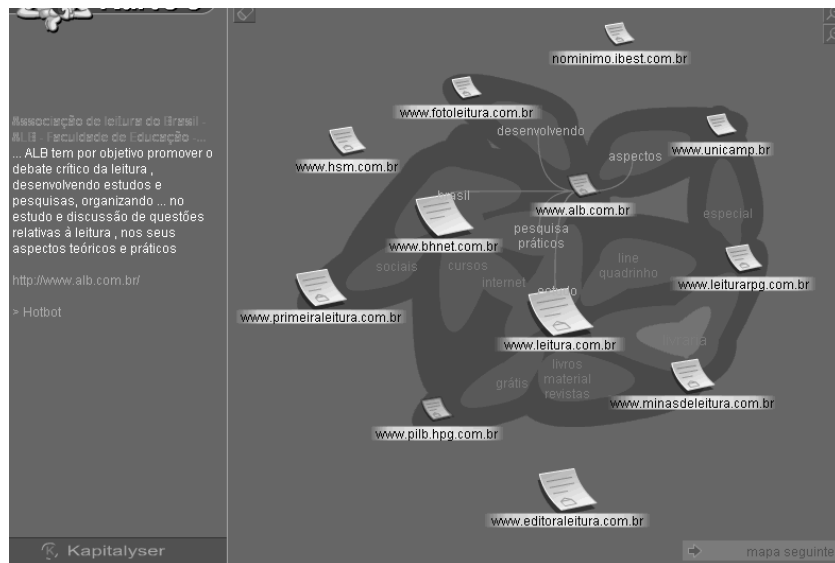 Associação de leitura do Brasil -
ALB - Faculdade de Educação -...
... ALB tem por objetivo promover o
debate crítico da leitura ,
desenvolvendo estudos e
pesquisas, organizando ... no
estudo e discussão de questões
relativas à leitura , nos seus
aspectos teóricos e práticos
http://www.alb.com.br/
> Hotbot
Kapitalyser
nominimo.ibest.com.br
www.fotoleitura.com.br
desenvolvendo
www.unicamp.br
aspectos
www.hsm.com.br
brasil
www.alb.com.br
especial
pesquisa
práticos
www.bhnet.com.br
sociais
cursos
line
quadrinho
internet
www.leiturarpg.com.br
estudo
www.primeiraleitura.com.br
www.leitura.com.br
livros
material
revistas
grátis
www.minasdeleitura.com.br
www.pilb.hpg.com.br
www.editoraleitura.com.br
mapa seguinte